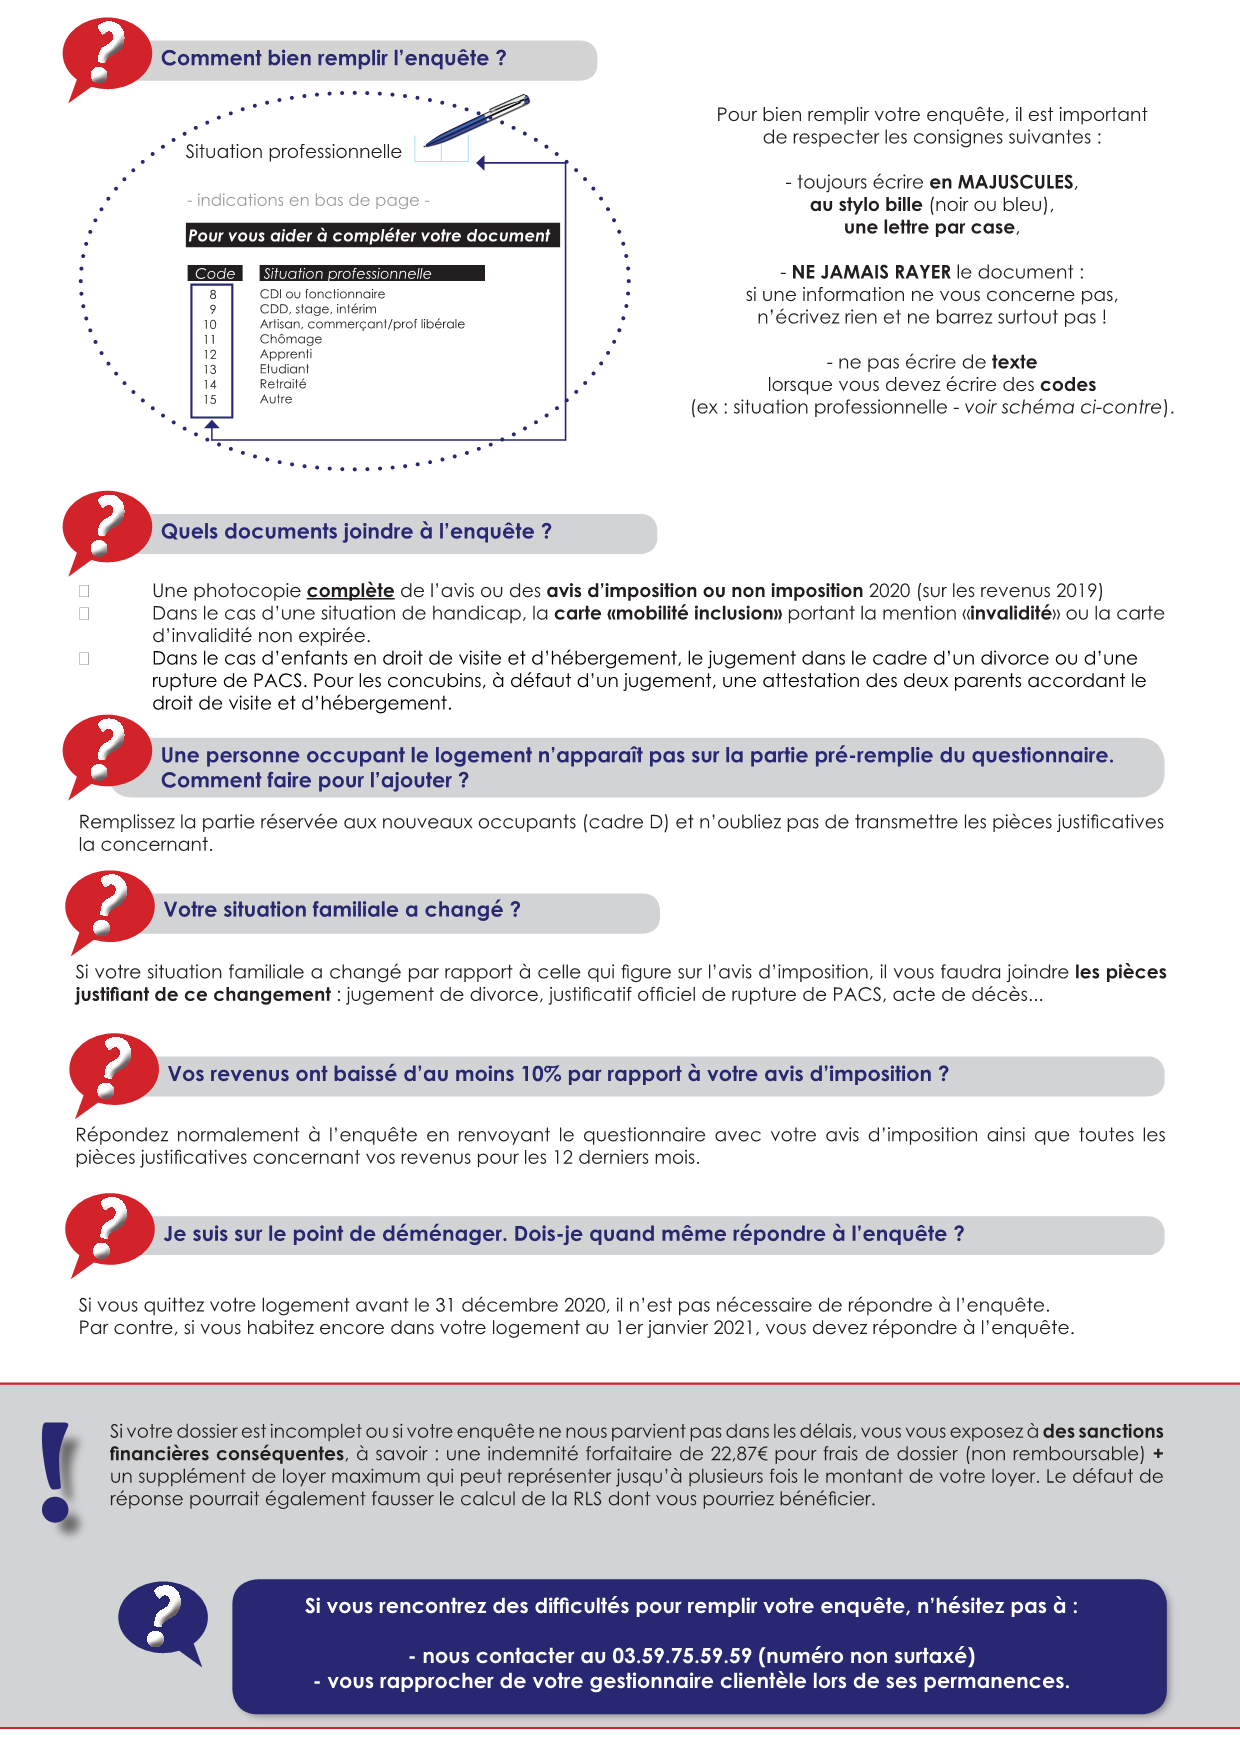 Comment bien remplir l’enquête ?
Situation professionnelle
- indications en bas de page -
Pour vous aider à compléter votre document
Code Situation professionnelle
8 CDI ou fonctionnaire
9 CDD, stage, intérim
10 Artisan, commerçant/prof libérale
11 Chômage
12 Apprenti
13 Etudiant
14 Retraité
15 Autre
Pour bien remplir votre enquête, il est important
de respecter les consignes suivantes :
- toujours écrire en MAJUSCULES,
au stylo bille (noir ou bleu),
une lettre par case,
- NE JAMAIS RAYER le document :
si une information ne vous concerne pas,
n’écrivez rien et ne barrez surtout pas !
- ne pas écrire de texte
lorsque vous devez écrire des codes
(ex : situation professionnelle - voir schéma ci-contre).
Quels documents joindre à l’enquête ?
Une photocopie complète de l’avis ou des avis d’imposition ou non imposition 2020 (sur les revenus 2019)
Dans le cas d’une situation de handicap, la carte «mobilité inclusion» portant la mention «invalidité» ou la carte
d’invalidité non expirée.
Dans le cas d’enfants en droit de visite et d’hébergement, le jugement dans le cadre d’un divorce ou d’une
rupture de PACS. Pour les concubins, à défaut d’un jugement, une attestation des deux parents accordant le
droit de visite et d’hébergement.
Une personne occupant le logement n’apparaît pas sur la partie pré-remplie du questionnaire.
Comment faire pour l’ajouter ?
Remplissez la partie réservée aux nouveaux occupants (cadre D) et n’oubliez pas de transmettre les pièces justificatives
la concernant.
Votre situation familiale a changé ?
Si votre situation familiale a changé par rapport à celle qui figure sur l’avis d’imposition, il vous faudra joindre les pièces
justifiant de ce changement : jugement de divorce, justificatif officiel de rupture de PACS, acte de décès...
Vos revenus ont baissé d’au moins 10% par rapport à votre avis d’imposition ?
Répondez normalement à l’enquête en renvoyant le questionnaire avec votre avis d’imposition ainsi que toutes les
pièces justificatives concernant vos revenus pour les 12 derniers mois.
Je suis sur le point de déménager. Dois-je quand même répondre à l’enquête ?
Si vous quittez votre logement avant le 31 décembre 2020, il n’est pas nécessaire de répondre à l’enquête.
Par contre, si vous habitez encore dans votre logement au 1er janvier 2021, vous devez répondre à l’enquête.
Si votre dossier est incomplet ou si votre enquête ne nous parvient pas dans les délais, vous vous exposez à des sanctions
financières conséquentes, à savoir : une indemnité forfaitaire de 22,87€ pour frais de dossier (non remboursable) +
un supplément de loyer maximum qui peut représenter jusqu’à plusieurs fois le montant de votre loyer. Le défaut de
réponse pourrait également fausser le calcul de la RLS dont vous pourriez bénéficier.
Si vous rencontrez des difficultés pour remplir votre enquête, n’hésitez pas à :
- nous contacter au 03.59.75.59.59 (numéro non surtaxé)
- vous rapprocher de votre gestionnaire clientèle lors de ses permanences.